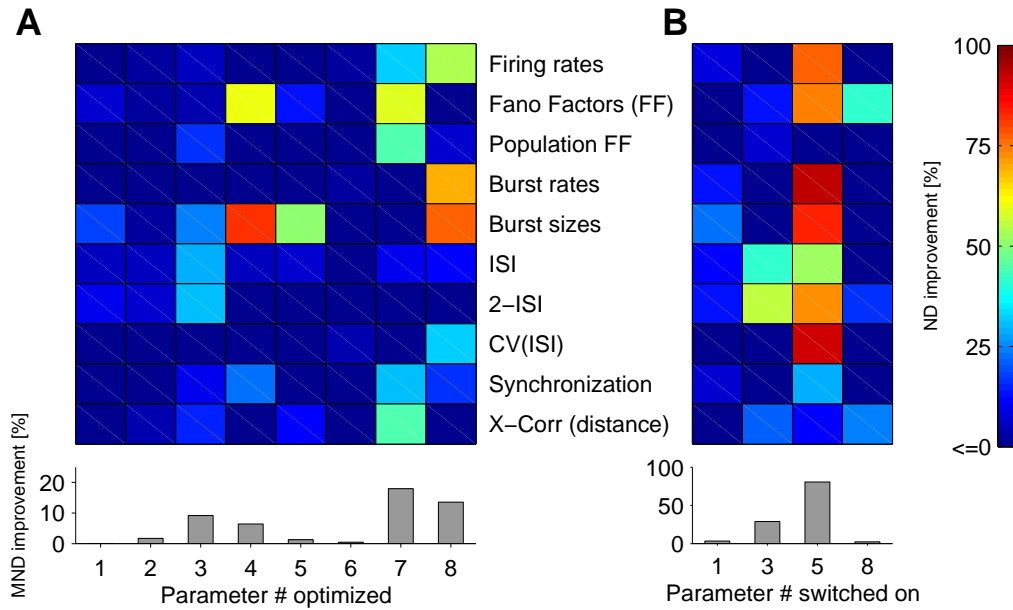 A
B
Firing rates
Fano Factors (FF)
Population FF
Burst rates
Burst sizes
ISI
2−ISI
CV(ISI)
Synchronization
X−Corr (distance)
100
75
50
25
<=0
ND improvement [%]
MND improvement [%]
20
10
0
1 2 3 4 5 6 7 8
Parameter # optimized
100
50
0
1 3 5 8
Parameter # switched on